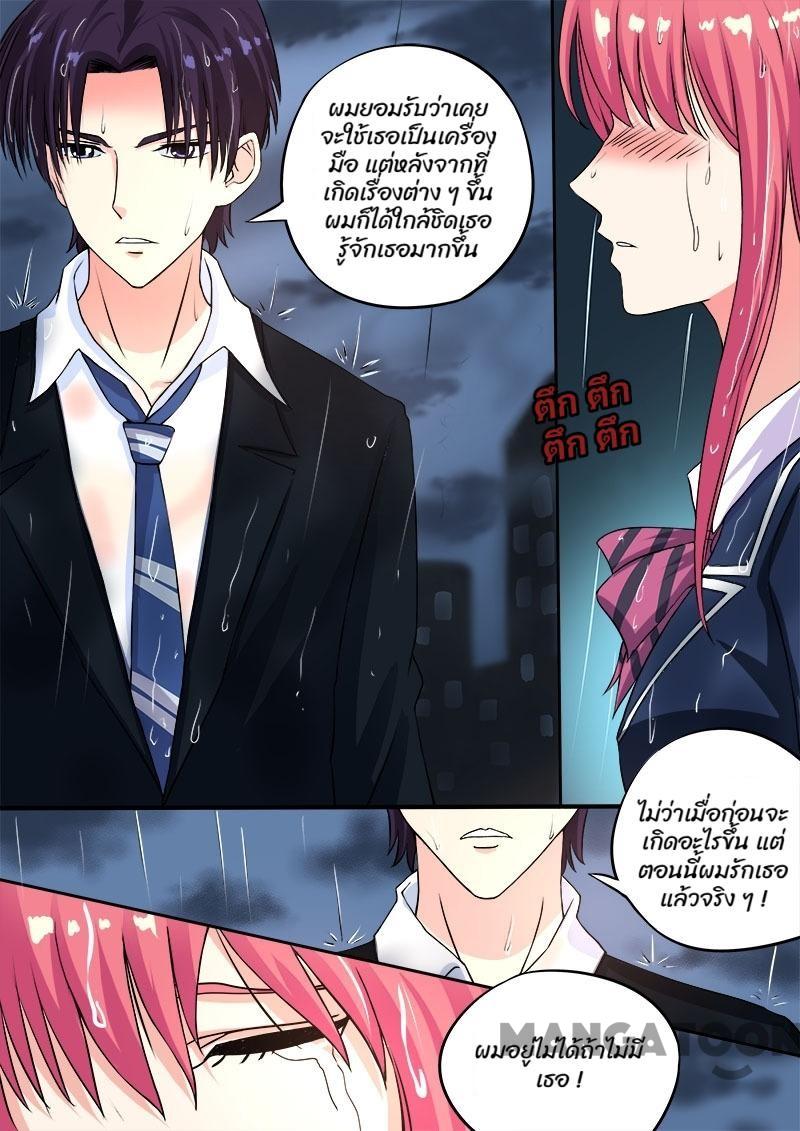 ผมยอมรับว่าเคย
จะใช้เธอเป็นเครื่อง
มือ แต่หลังจากที่
เกิดเรื่องต่าง ๆ ขึ้น
ผมก็ได้ใกล้ชิดเธอ
รู้จักเธอมากขึ้น
ตึก ตึก
ตึก ตึก
ไม่ว่าเมื่อก่อนจะ
เกิดอะไรขึ้น แต่
ตอนนี้ผมรักเธอ
แล้วจริง ๆ !
ผมอยู่ไม่ได้ถ้าไม่มี
เธอ !
MANGATOON